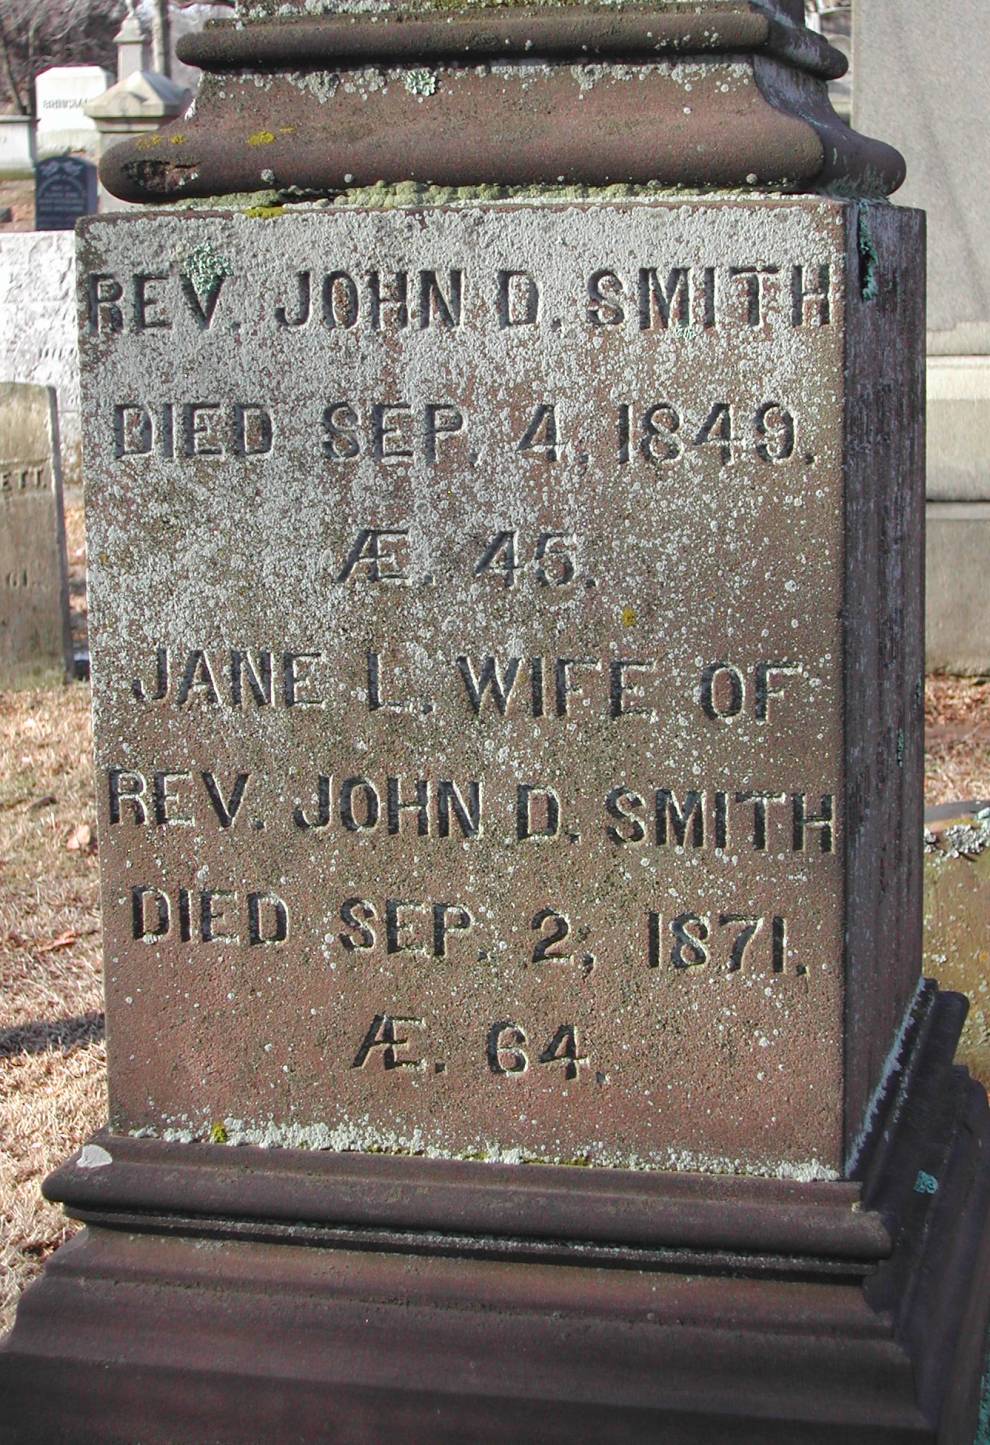 REV. JOHN D. SMITH
DIED SEP. 4, 1849.
Æ. 45.
JANE L. WIFE OF
REV. JOHN D. SMITH
DIED SEP. 2, 1871.
Æ. 64.